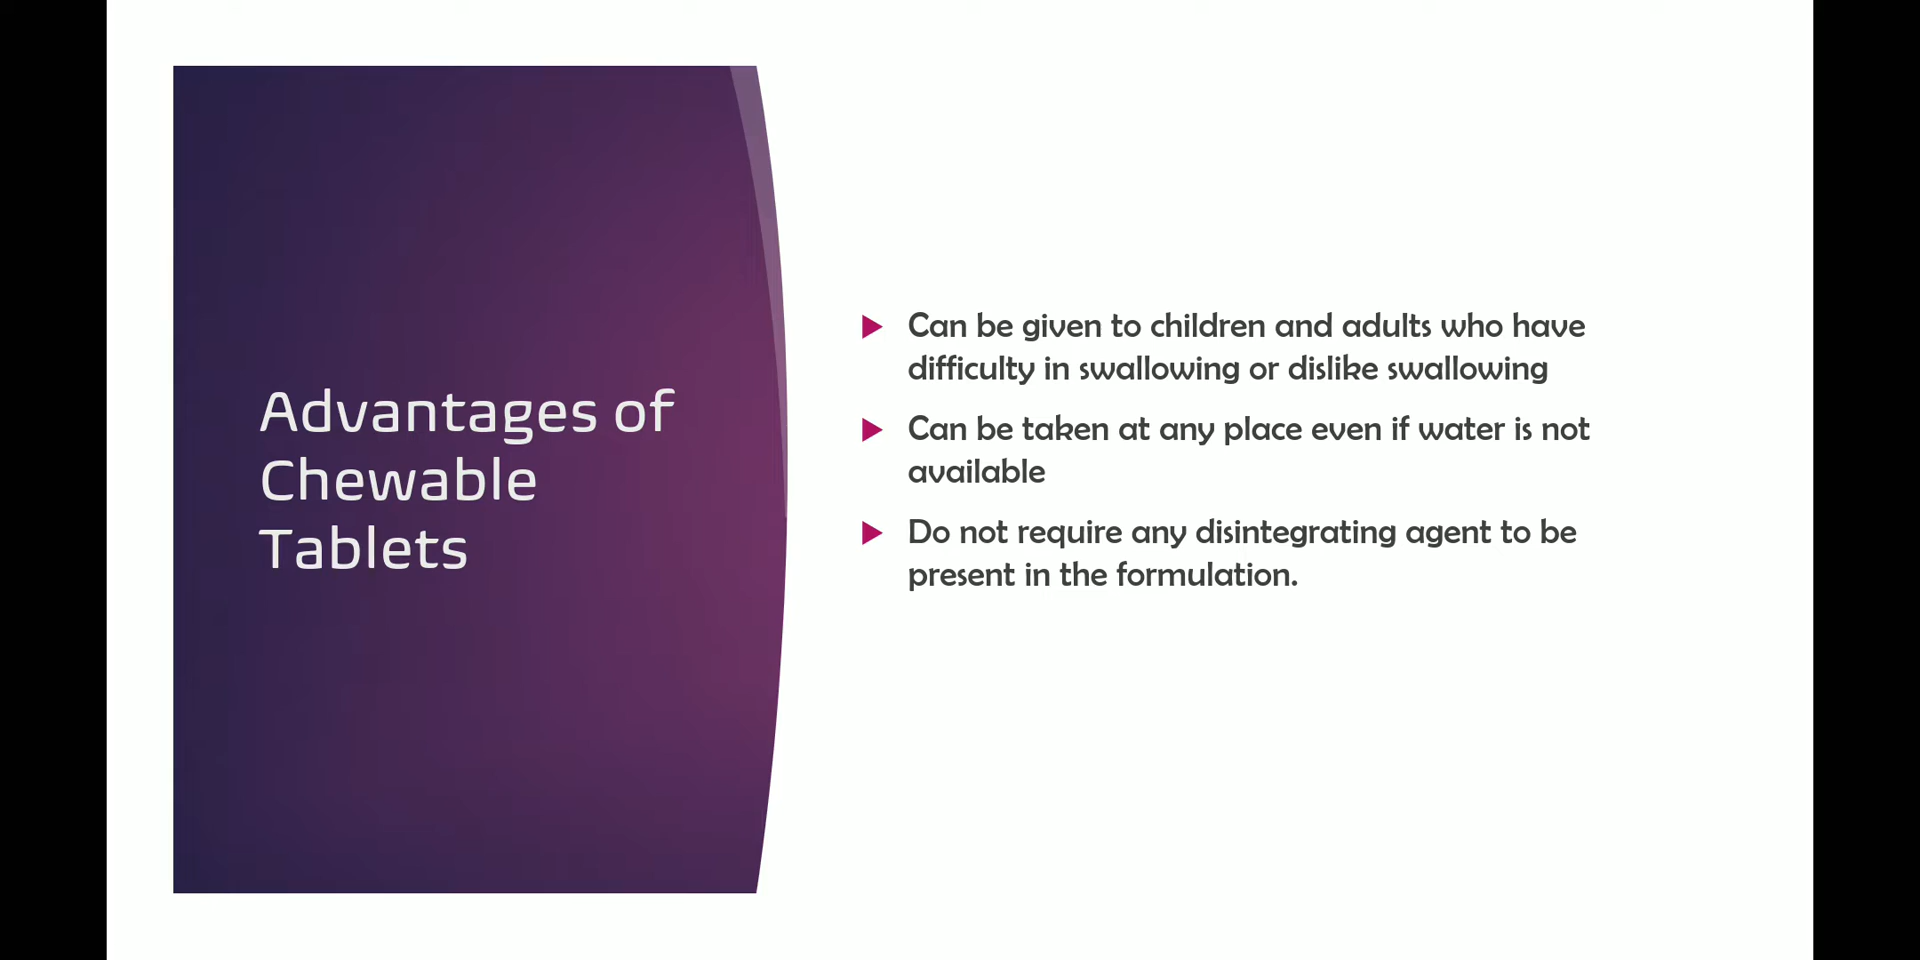 Advantages of
Chewable
Tablets
Can be given to children and adults who have
difficulty in swallowing or dislike swallowing
Can be taken at any place even if water is not
available
Do not require any disintegrating agent to be
present in the formulation.